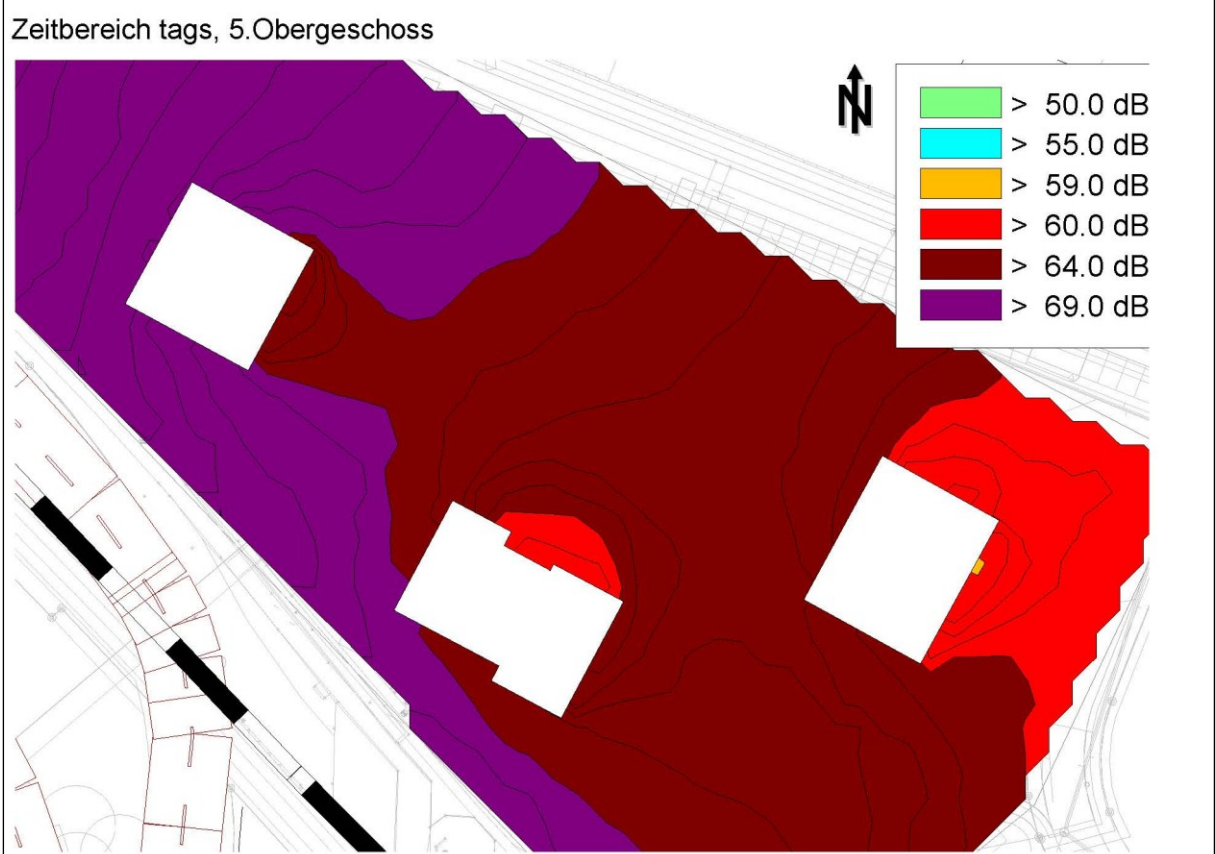 Zeitbereich tags, 5.Obergeschoss
N
> 50.0 dB
> 55.0 dB
> 59.0 dB
> 60.0 dB
> 64.0 dB
> 69.0 dB